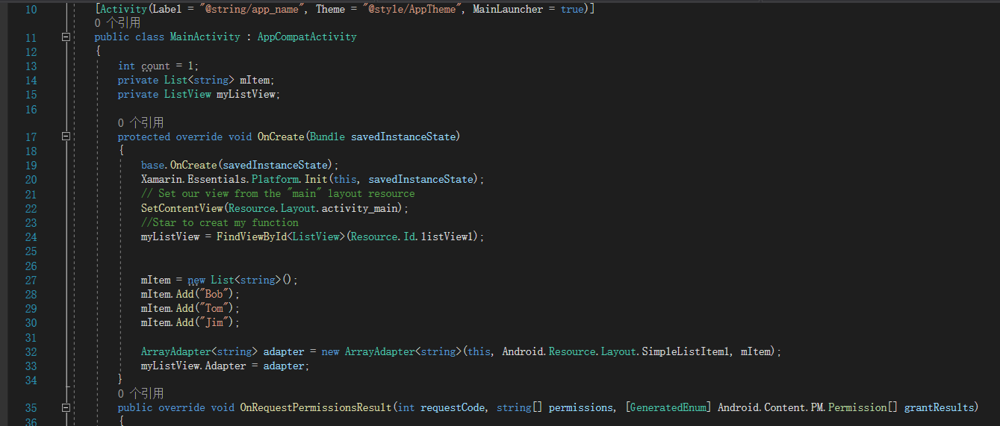 10 [Activity(Label = "@string/app_name", Theme = "@style/AppTheme", MainLauncher = true)]
0 个引用
11 public class MainActivity : AppCompatActivity
12 {
13 int count = 1;
14 private List<string> mItem;
15 private ListView myListView;
16
0 个引用
17 protected override void OnCreate(Bundle savedInstanceState)
18 {
19 base.OnCreate(savedInstanceState);
20 Xamarin.Essentials.Platform.Init(this, savedInstanceState);
21 // Set our view from the "main" layout resource
22 SetContentView(Resource.Layout.activity_main);
23 //Star to creat my function
24 myListView = FindViewById<ListView>(Resource.Id.listView1);
25
26
27 mItem = new List<string>();
28 mItem.Add("Bob");
29 mItem.Add("Tom");
30 mItem.Add("Jim");
31
32 ArrayAdapter<string> adapter = new ArrayAdapter<string>(this, Android.Resource.Layout.SimpleListItem1, mItem);
33 myListView.Adapter = adapter;
34 }
0 个引用
35 public override void OnRequestPermissionsResult(int requestCode, string[] permissions, [GeneratedEnum] Android.Content.PM.Permission[] grantResults)
36 {